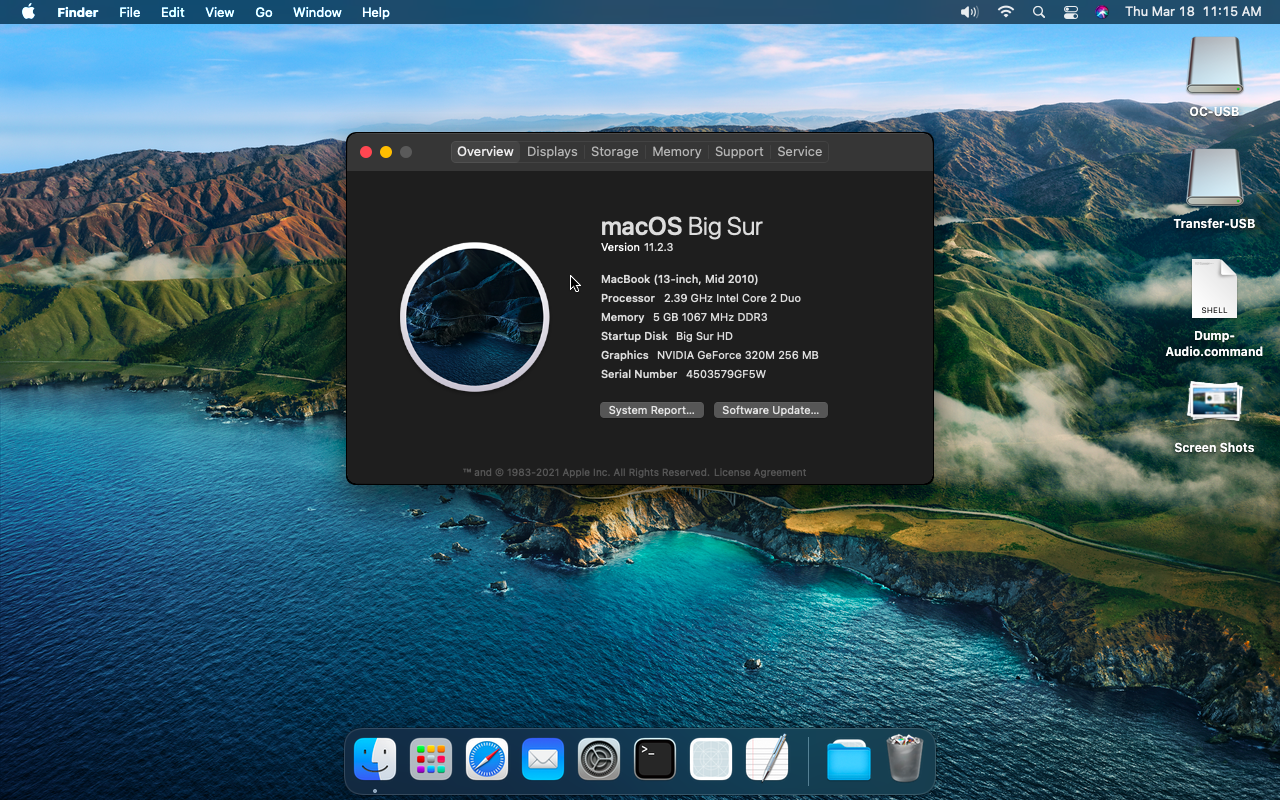 Finder File Edit View Go Window Help Thu Mar 18 11:15 AM
OC-USB
Transfer-USB
SHELL
Dump-
Audio.command
Screen Shots
Overview Displays Storage Memory Support Service
macOS Big Sur
Version 11.2.3
MacBook (13-inch, Mid 2010)
Processor 2.39 GHz Intel Core 2 Duo
Memory 5 GB 1067 MHz DDR3
Startup Disk Big Sur HD
Graphics NVIDIA GeForce 320M 256 MB
Serial Number 4503579GF5W
System Report... Software Update...
™ and © 1983-2021 Apple Inc. All Rights Reserved. License Agreement
>_